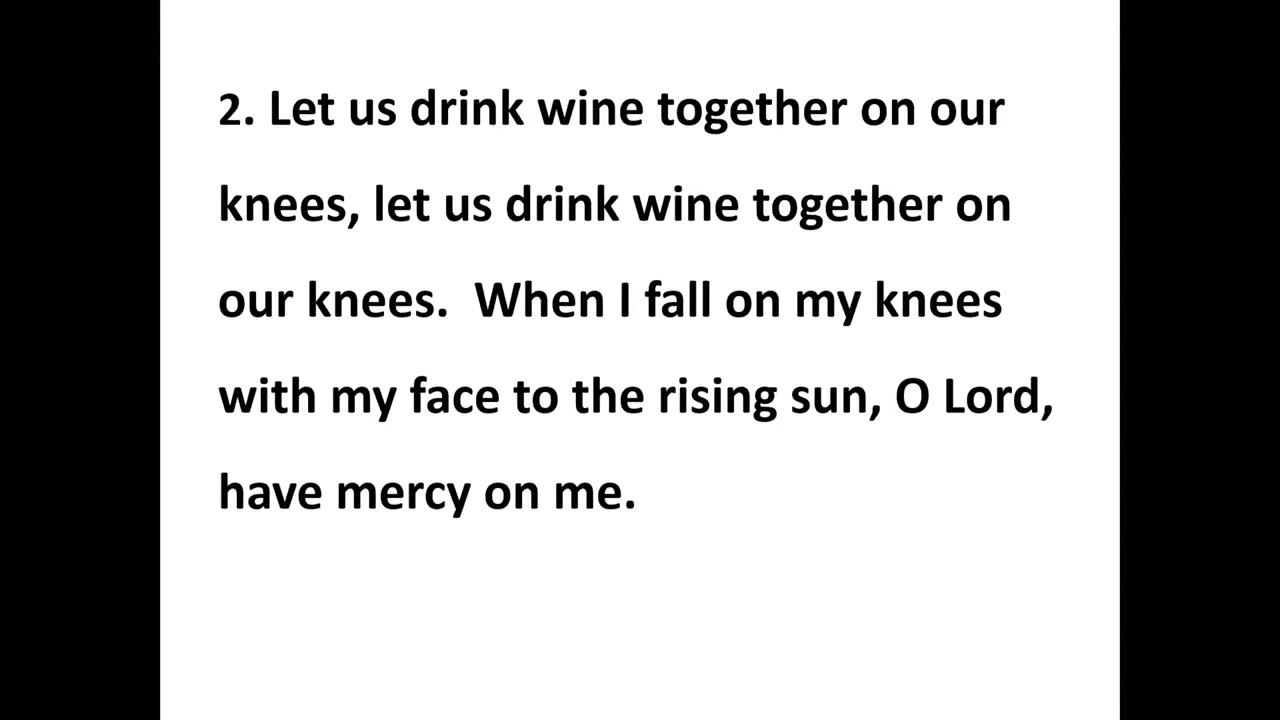 2. Let us drink wine together on our
knees, let us drink wine together on
our knees.  When I fall on my knees
with my face to the rising sun, O Lord,
have mercy on me.